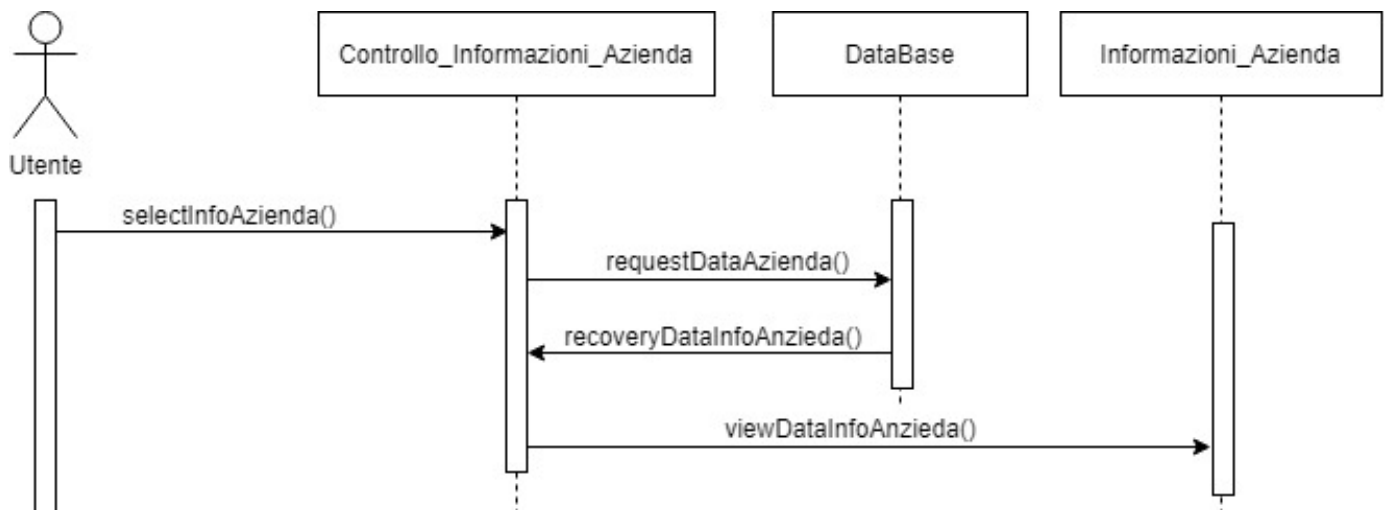 Controllo_Informazioni_Azienda
DataBase
Informazioni_Azienda
Utente
selectInfoAzienda()
requestDataAzienda()
recoveryDataInfoAnzieda()
viewDataInfoAnzieda()